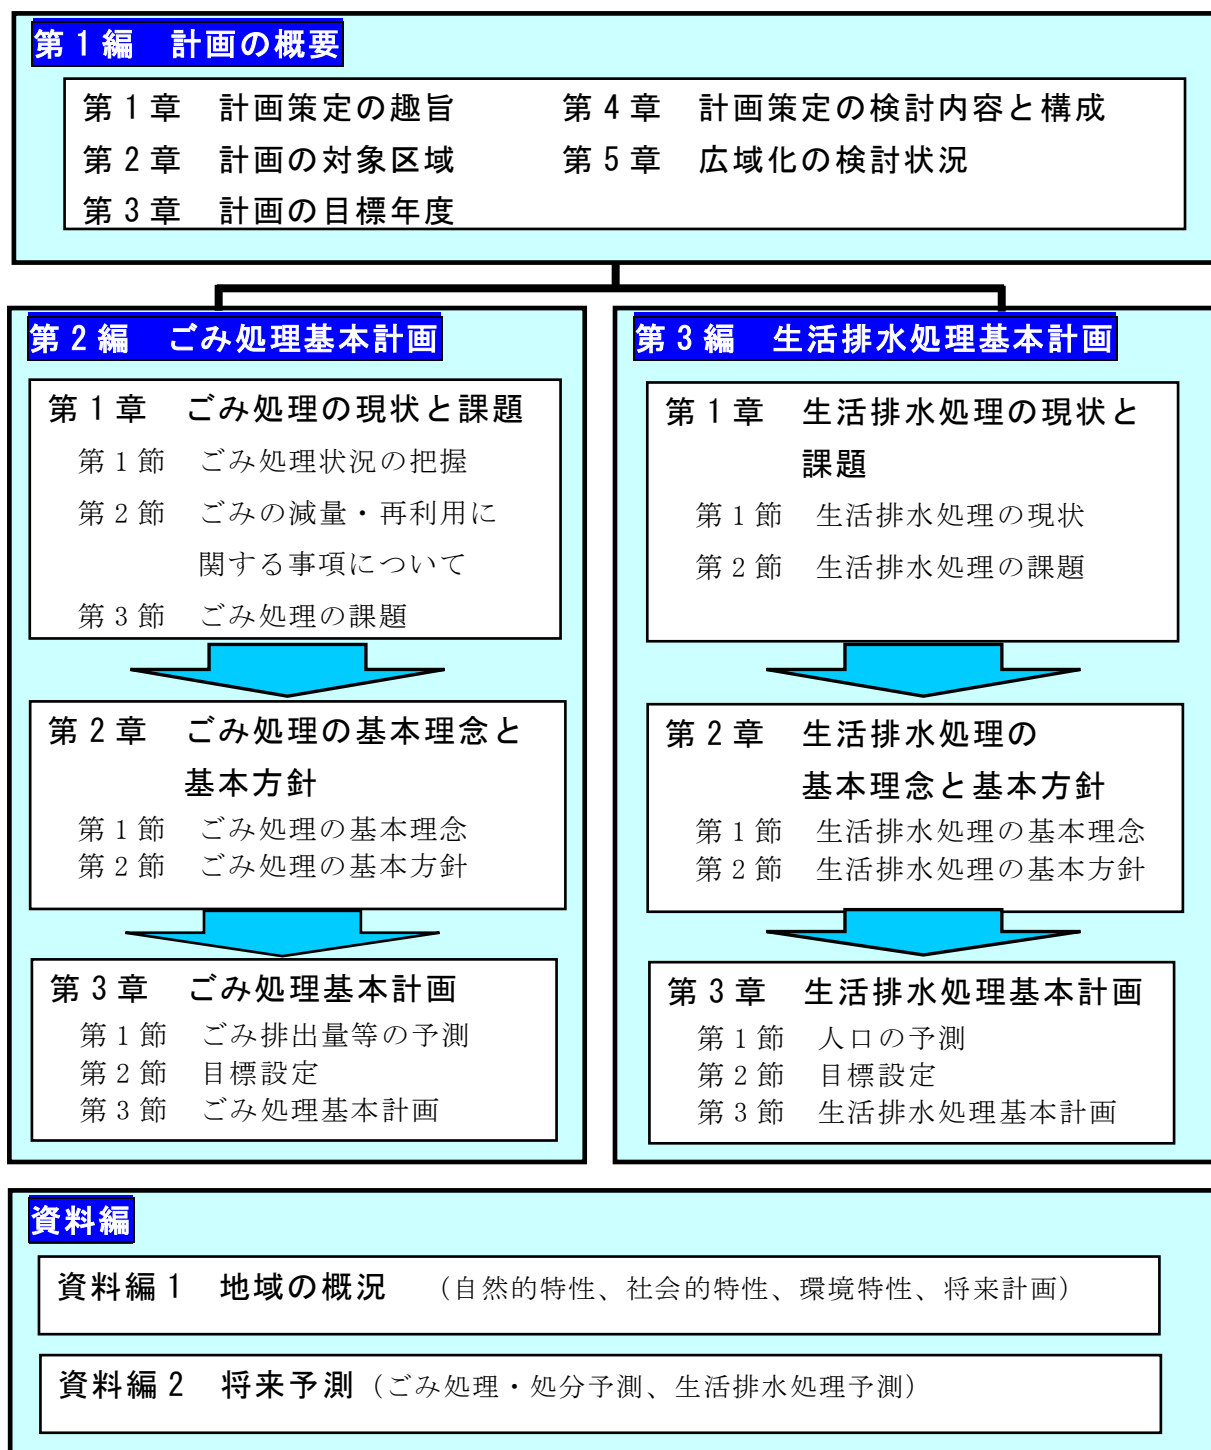 第１編　計画の概要
第１章　計画策定の趣旨　　　第４章　計画策定の検討内容と構成
第２章　計画の対象区域　　　第５章　広域化の検討状況
第３章　計画の目標年度
第２編　ごみ処理基本計画
第１章　ごみ処理の現状と課題
第１節　ごみ処理状況の把握
第２節　ごみの減量・再利用に
関する事項について
第３節　ごみ処理の課題
第２章　ごみ処理の基本理念と
基本方針
第１節　ごみ処理の基本理念
第２節　ごみ処理の基本方針
第３章　ごみ処理基本計画
第１節　ごみ排出量等の予測
第２節　目標設定
第３節　ごみ処理基本計画
第３編　生活排水処理基本計画
第１章　生活排水処理の現状と
課題
第１節　生活排水処理の現状
第２節　生活排水処理の課題
第２章　生活排水処理の
基本理念と基本方針
第１節　生活排水処理の基本理念
第２節　生活排水処理の基本方針
第３章　生活排水処理基本計画
第１節　人口の予測
第２節　目標設定
第３節　生活排水処理基本計画
資料編
資料編１　地域の概況　（自然的特性、社会的特性、環境特性、将来計画）
資料編２　将来予測（ごみ処理・処分予測、生活排水処理予測）